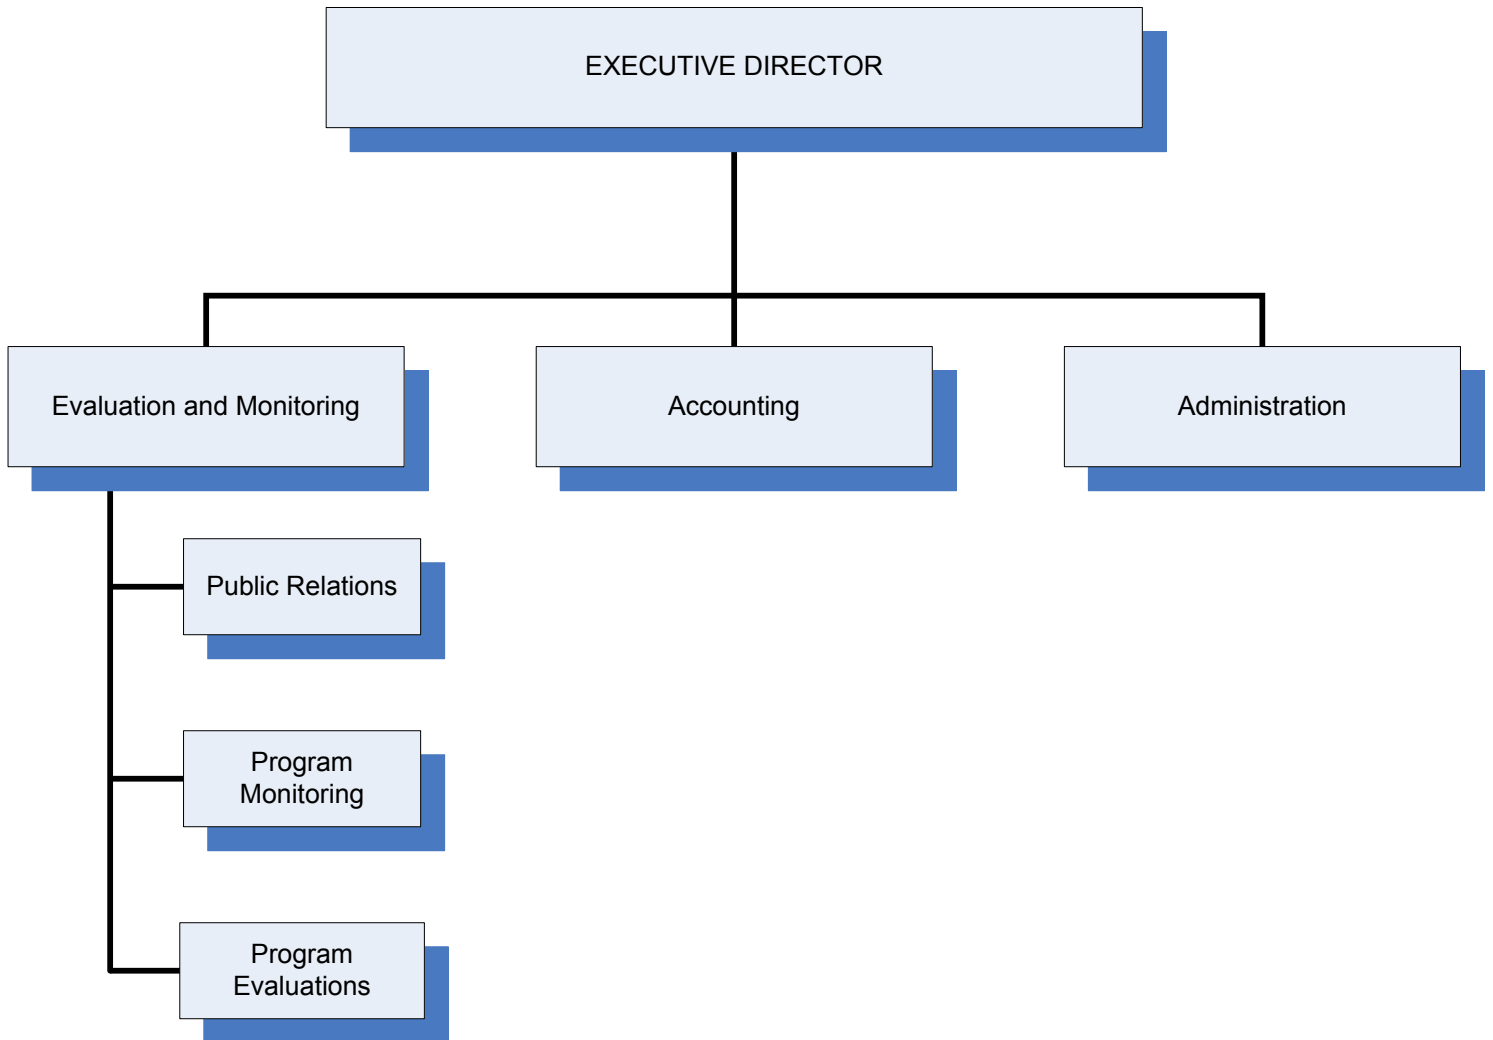 EXECUTIVE DIRECTOR
Evaluation and Monitoring
Accounting
Administration
Public Relations
Program
Monitoring
Program
Evaluations